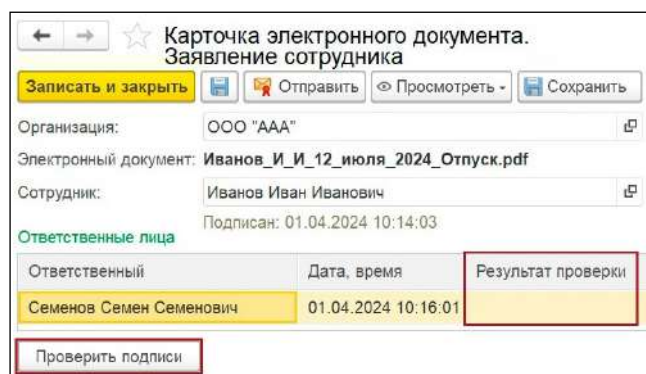 Карточка электронного документа.
Заявление сотрудника
Записать и закрыть Отправить Просмотреть Сохранить
Организация: ООО "ААА"
Электронный документ: Иванов_И_И_12_июля_2024_Отпуск.pdf
Сотрудник: Иванов Иван Иванович
Подписан: 01.04.2024 10:14:03
Ответственные лица
Ответственный Дата, время Результат проверки
Семенов Семен Семенович 01.04.2024 10:16:01
Проверить подписи